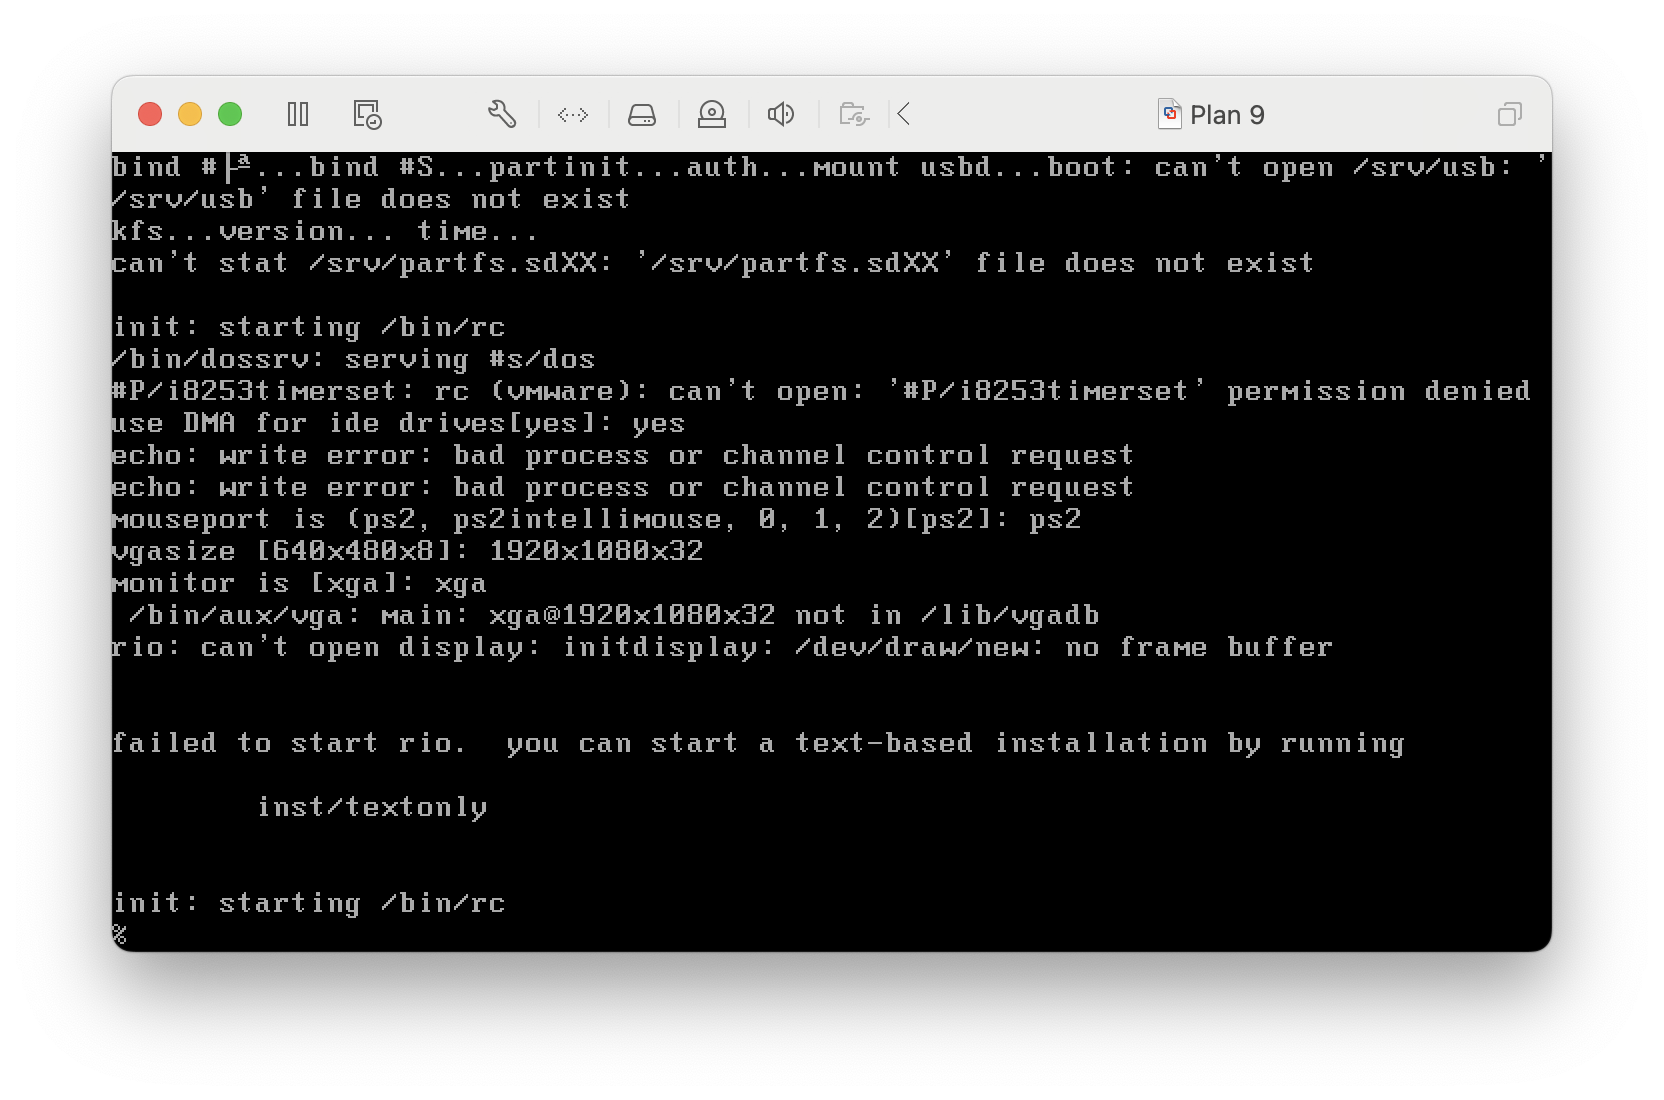 Plan 9
bind #├ª...bind #S...partinit...auth...mount usbd...boot: can't open /srv/usb: '
/srv/usb' file does not exist
kfs...version... time...
can't stat /srv/partfs.sdXX: '/srv/partfs.sdXX' file does not exist
init: starting /bin/rc
/bin/dossrv: serving #s/dos
#P/i8253timerset: rc (vmware): can't open: '#P/i8253timerset' permission denied
use DMA for ide drives[yes]: yes
echo: write error: bad process or channel control request
echo: write error: bad process or channel control request
mouseport is (ps2, ps2intellimouse, 0, 1, 2)[ps2]: ps2
vgasize [640x480x8]: 1920x1080x32
monitor is [xga]: xga
/bin/aux/vga: main: xga@1920x1080x32 not in /lib/vgadb
rio: can't open display: initdisplay: /dev/draw/new: no frame buffer
failed to start rio.  you can start a text-based installation by running
inst/textonly
init: starting /bin/rc
%